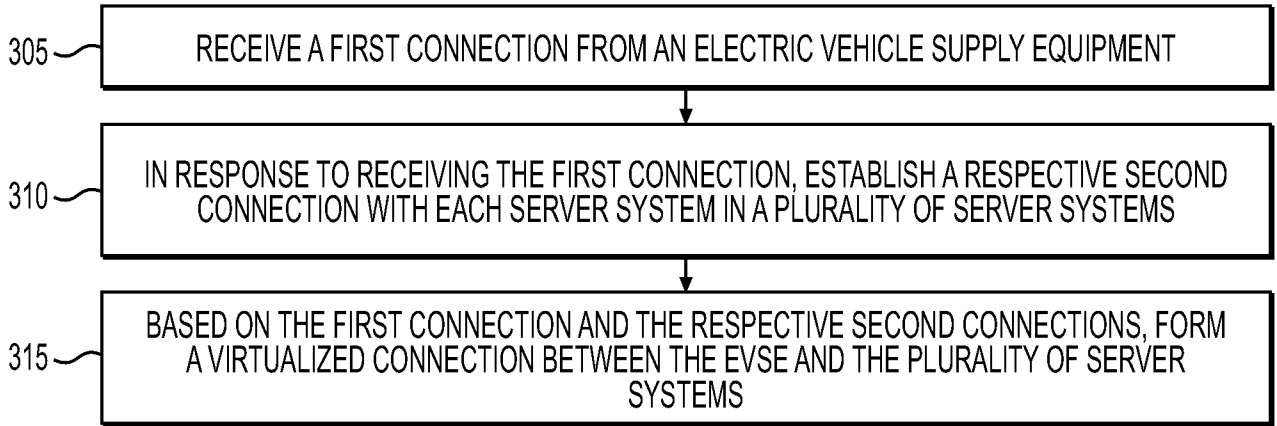 305
RECEIVE A FIRST CONNECTION FROM AN ELECTRIC VEHICLE SUPPLY EQUIPMENT
310
IN RESPONSE TO RECEIVING THE FIRST CONNECTION, ESTABLISH A RESPECTIVE SECOND
CONNECTION WITH EACH SERVER SYSTEM IN A PLURALITY OF SERVER SYSTEMS
315
BASED ON THE FIRST CONNECTION AND THE RESPECTIVE SECOND CONNECTIONS, FORM
A VIRTUALIZED CONNECTION BETWEEN THE EVSE AND THE PLURALITY OF SERVER
SYSTEMS